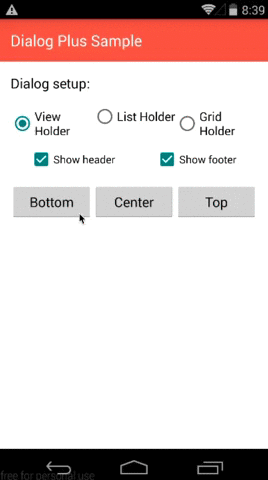 8:39
Dialog Plus Sample
Dialog setup:
View Holder
List Holder
Grid Holder
Show header
Show footer
Bottom
Center
Top
free for personal use